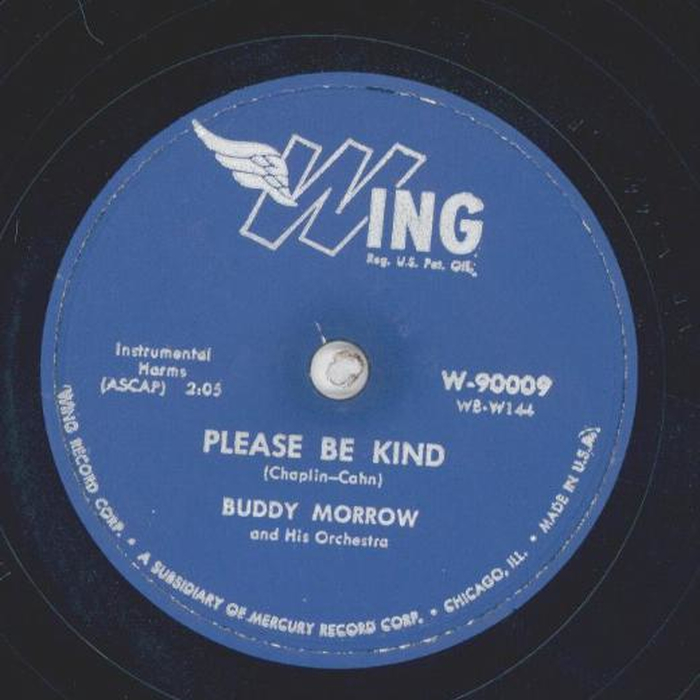 WING
Reg. U.S. Pat. Off.
Instrumental
Harms
(ASCAP) 2:05
W-90009
WB-W144
PLEASE BE KIND
(Chaplin-Cahn)
BUDDY MORROW
and His Orchestra
WING RECORD CORP. • A SUBSIDIARY OF MERCURY RECORD CORP. • CHICAGO, ILL. • MADE IN U.S.A.